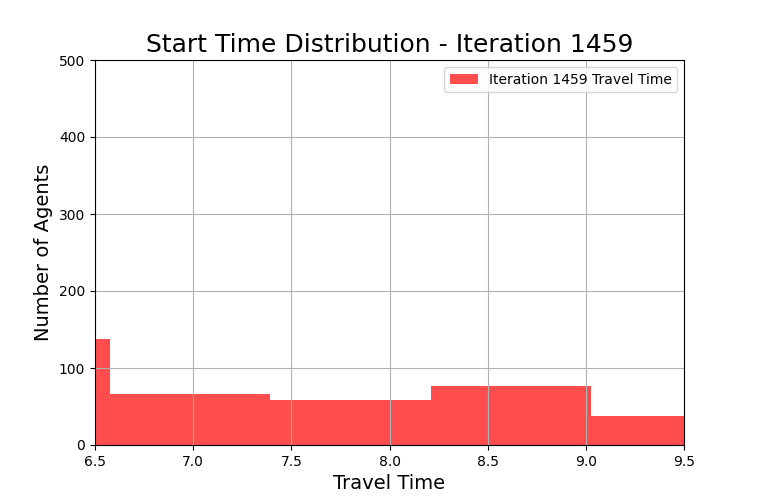 Start Time Distribution - Iteration 1459
Iteration 1459 Travel Time
Number of Agents
500
400
300
200
100
0
6.5 7.0 7.5 8.0 8.5 9.0 9.5
Travel Time